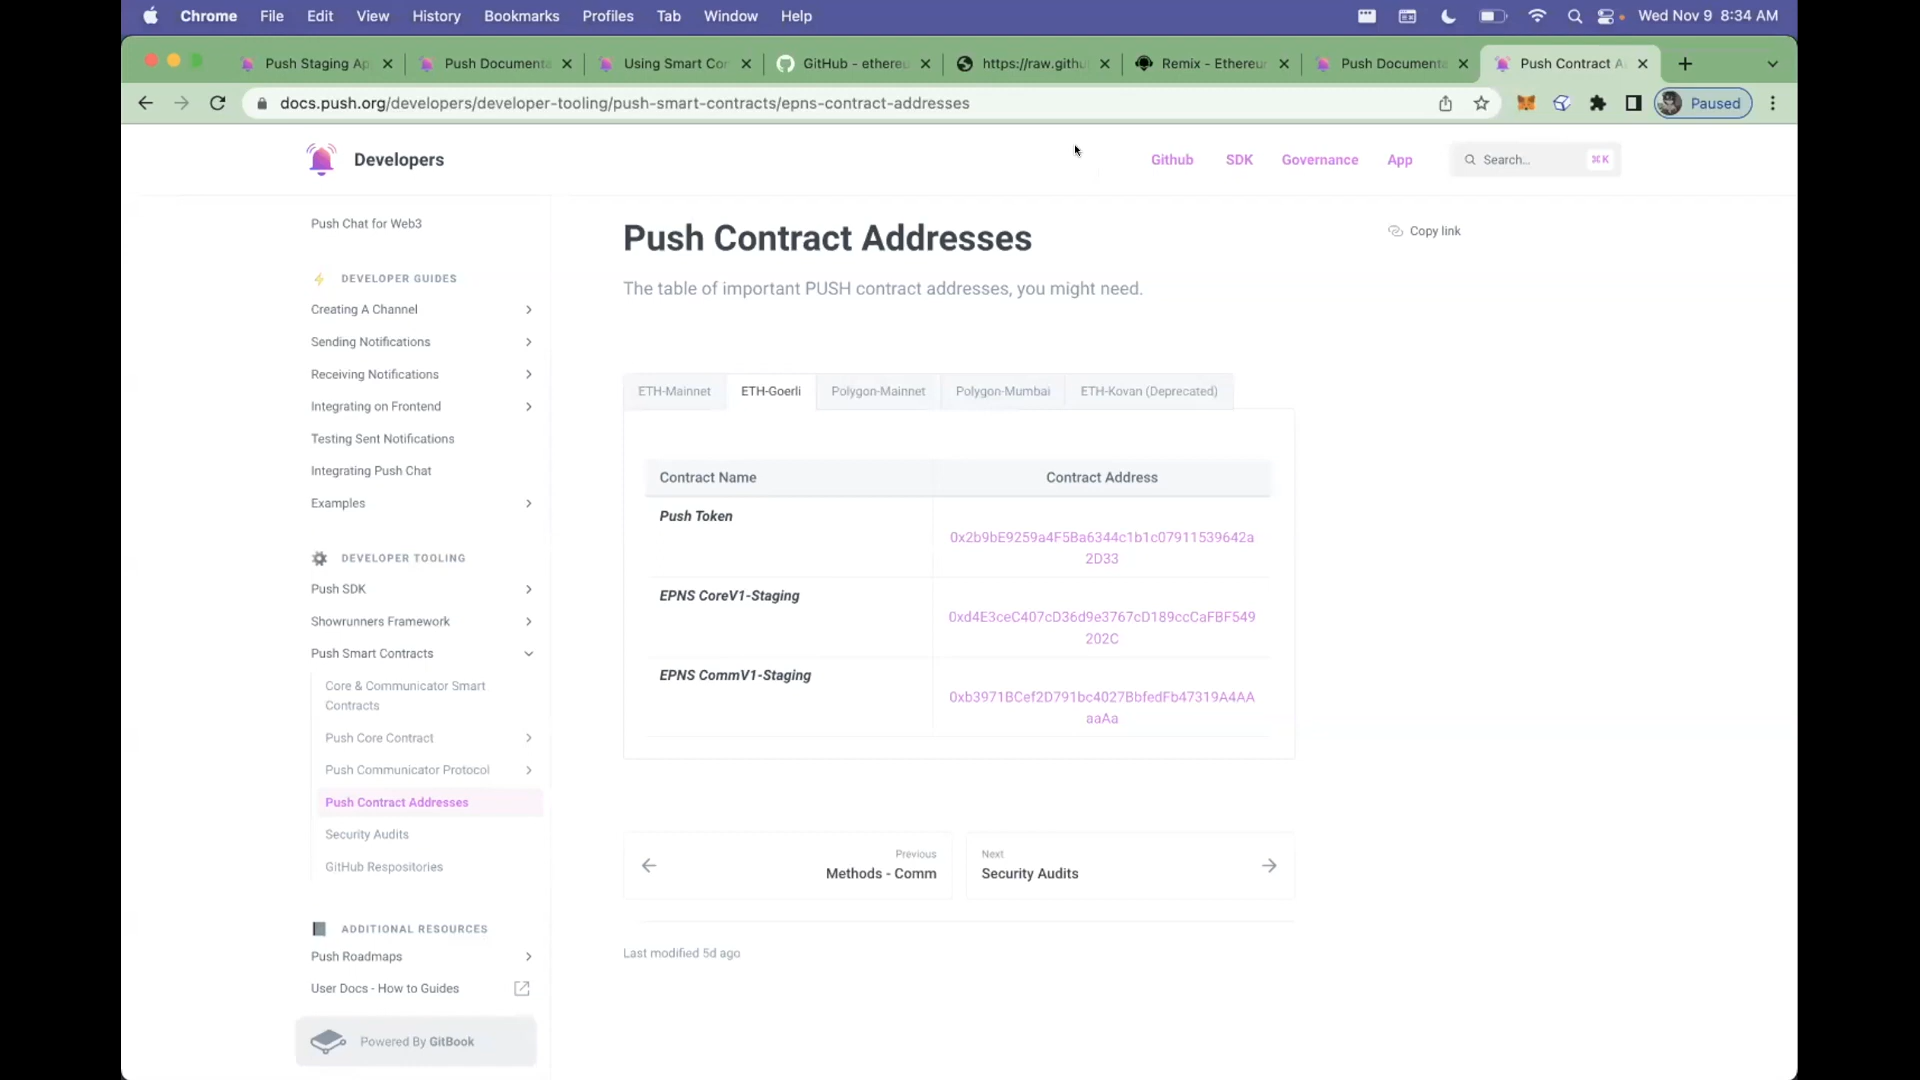 Chrome File Edit View History Bookmarks Profiles Tab Window Help Wed Nov 9 8:34 AM
Push Staging Ap Push Documenta Using Smart Co GitHub - ethereu https://raw.githu Remix - Ethereu Push Documenta Push Contract A
docs.push.org/developers/developer-tooling/push-smart-contracts/epns-contract-addresses Paused
Developers Github SDK Governance App Search... ⌘K
Push Chat for Web3
DEVELOPER GUIDES
Creating A Channel
Sending Notifications
Receiving Notifications
Integrating on Frontend
Testing Sent Notifications
Integrating Push Chat
Examples
DEVELOPER TOOLING
Push SDK
Showrunners Framework
Push Smart Contracts
Core & Communicator Smart
Contracts
Push Core Contract
Push Communicator Protocol
Push Contract Addresses
Security Audits
GitHub Respositories
ADDITIONAL RESOURCES
Push Roadmaps
User Docs - How to Guides
Powered By GitBook
Push Contract Addresses
Copy link
The table of important PUSH contract addresses, you might need.
ETH-Mainnet ETH-Goerli Polygon-Mainnet Polygon-Mumbai ETH-Kovan (Deprecated)
Contract Name Contract Address
Push Token
0x2b9bE9259a4F5Ba6344c1b1c07911539642a
2D33
EPNS CoreV1-Staging
0xd4E3ceC407cD36d9e3767cD189ccCaFBF549
202C
EPNS CommV1-Staging
0xb3971BCef2D791bc4027BbfedFb47319A4AA
aaAa
Previous
Methods - Comm
Next
Security Audits
Last modified 5d ago